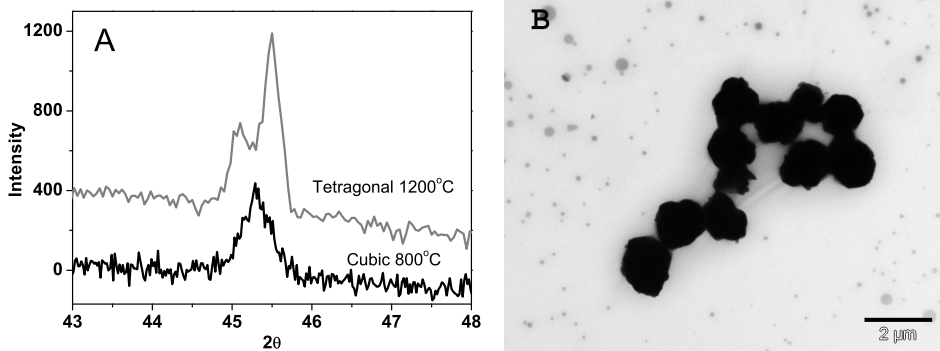 A
1200
800
400
0
Intensity
Tetragonal 1200°C
Cubic 800°C
43 44 45 46 47 48
2θ
B
2 μm